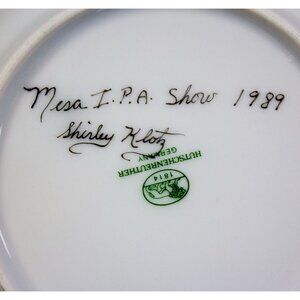 Mesa I.P.A. Show 1989
Shirley Klotz
HUTSCHENREUTHER
GERMANY
1814